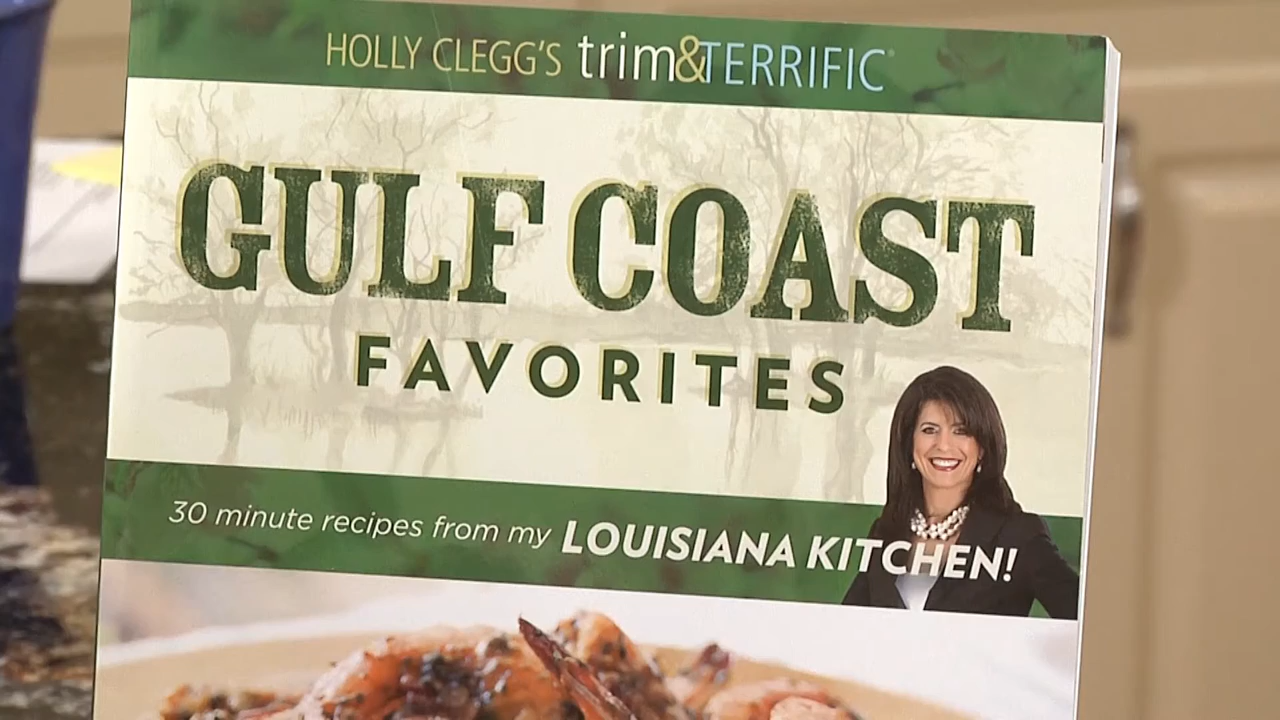 HOLLY CLEGG'S trim&TERRIFIC®
GULF COAST
FAVORITES
30 minute recipes from my LOUISIANA KITCHEN!